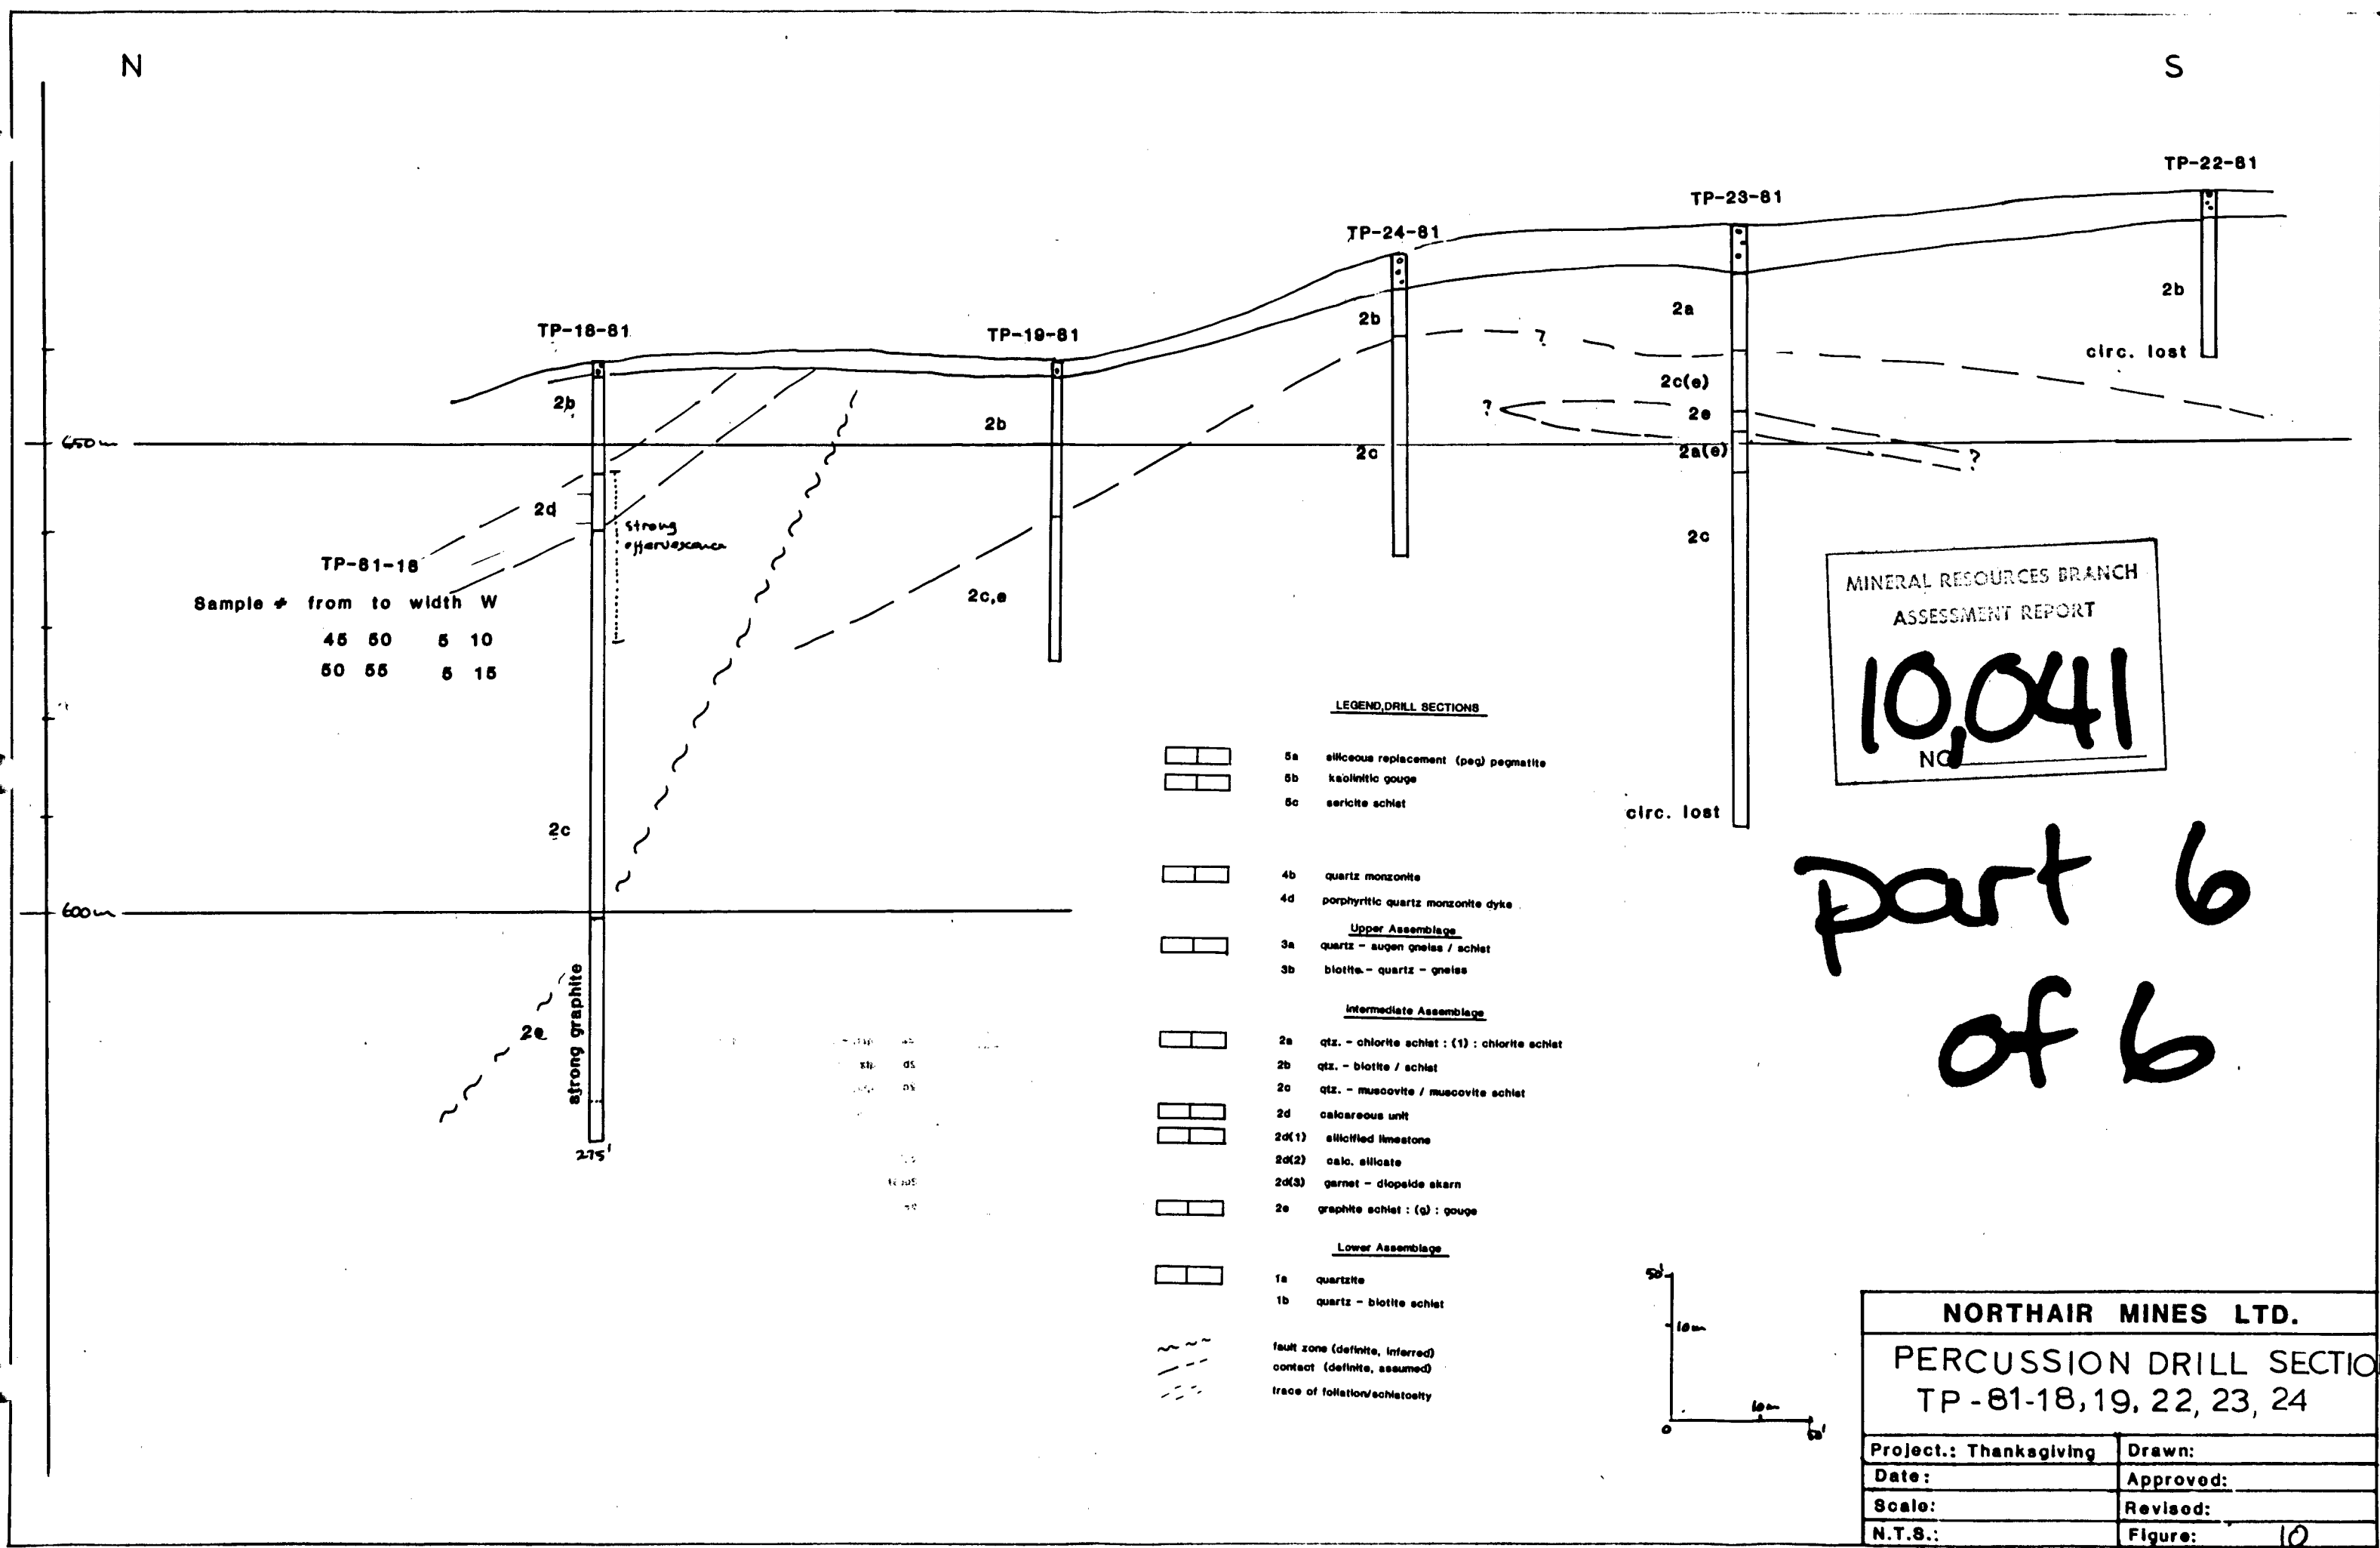 N
S
TP-22-81
TP-23-81
TP-24-81
TP-18-81
TP-19-81
2b
2a
2b
circ. lost
2b
2b
2c(e)
2e
?
?
650m
2c
2a(e)
?
2d
strong
effervescence
2c
TP-81-18
Sample # from to width W
45 50 5 10
50 55 5 15
2c,e
MINERAL RESOURCES BRANCH
ASSESSMENT REPORT
10,041
NO
part 6
of 6
circ. lost
2c
600m
strong graphite
2e
275'
LEGEND,DRILL SECTIONS
5a siliceous replacement (peg) pegmatite
5b kaolinitic gouge
5c sericite schist
4b quartz monzonite
4d porphyritic quartz monzonite dyke
Upper Assemblage
3a quartz - augen gneiss / schist
3b biotite - quartz - gneiss
Intermediate Assemblage
2a qtz. - chlorite schist : (1) : chlorite schist
2b qtz. - biotite / schist
2c qtz. - muscovite / muscovite schist
2d calcareous unit
2d(1) silicified limestone
2d(2) calc. silicate
2d(3) garnet - diopside skarn
2e graphite schist : (g) : gouge
Lower Assemblage
1a quartzite
1b quartz - biotite schist
fault zone (definite, inferred)
contact (definite, assumed)
trace of foliation/schistosity
50'
10m
0
10m
50'
NORTHAIR MINES LTD.
PERCUSSION DRILL SECTIO
TP-81-18,19,22,23,24
Project.: Thanksgiving
Drawn:
Date:
Approved:
Scale:
Revised:
N.T.S.:
Figure: 10